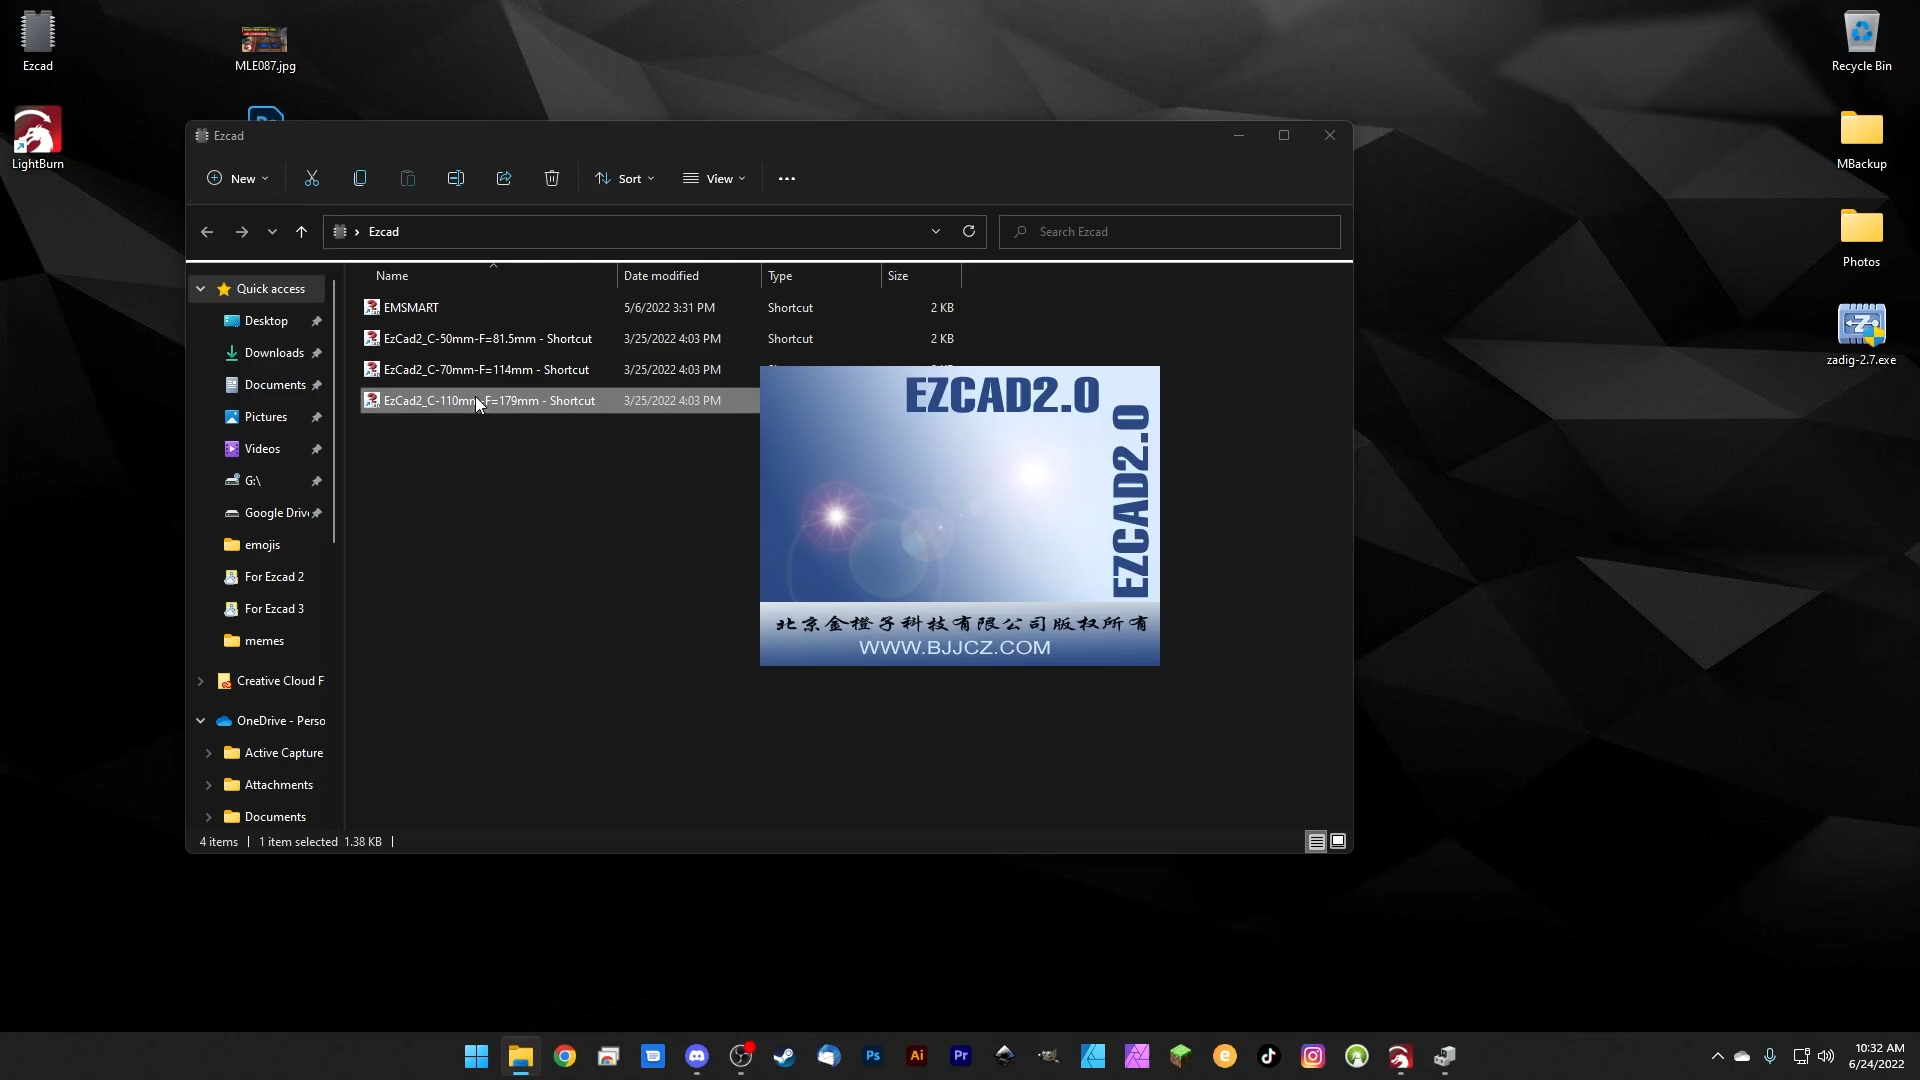 Ezcad
MLE087.jpg
Recycle Bin
LightBurn
MBackup
Photos
zadig-2.7.exe
Ezcad
New
Sort
View
Ezcad
Search Ezcad
Quick access
Desktop
Downloads
Documents
Pictures
Videos
G:\
Google Driv
emojis
For Ezcad 2
For Ezcad 3
memes
Creative Cloud F
OneDrive - Perso
Active Capture
Attachments
Documents
Name Date modified Type Size
EMSMART 5/6/2022 3:31 PM Shortcut 2 KB
EzCad2_C-50mm-F=81.5mm - Shortcut 3/25/2022 4:03 PM Shortcut 2 KB
EzCad2_C-70mm-F=114mm - Shortcut 3/25/2022 4:03 PM
EzCad2_C-110mm-F=179mm - Shortcut 3/25/2022 4:03 PM
EZCAD2.0
EZCAD2.0
北京金橙子科技有限公司版权所有
WWW.BJJCZ.COM
4 items 1 item selected 1.38 KB
Ps
Ai
Pr
10:32 AM
6/24/2022